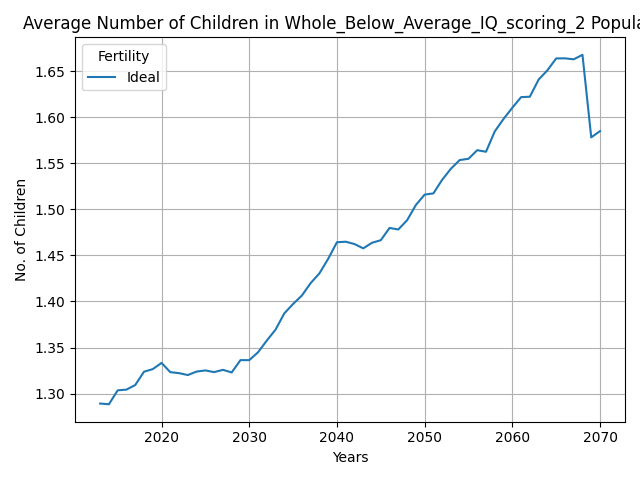 Average Number of Children in Whole_Below_Average_IQ_scoring_2 Popula
Fertility
Ideal
1.65
1.60
1.55
1.50
1.45
1.40
1.35
1.30
No. of Children
2020 2030 2040 2050 2060 2070
Years